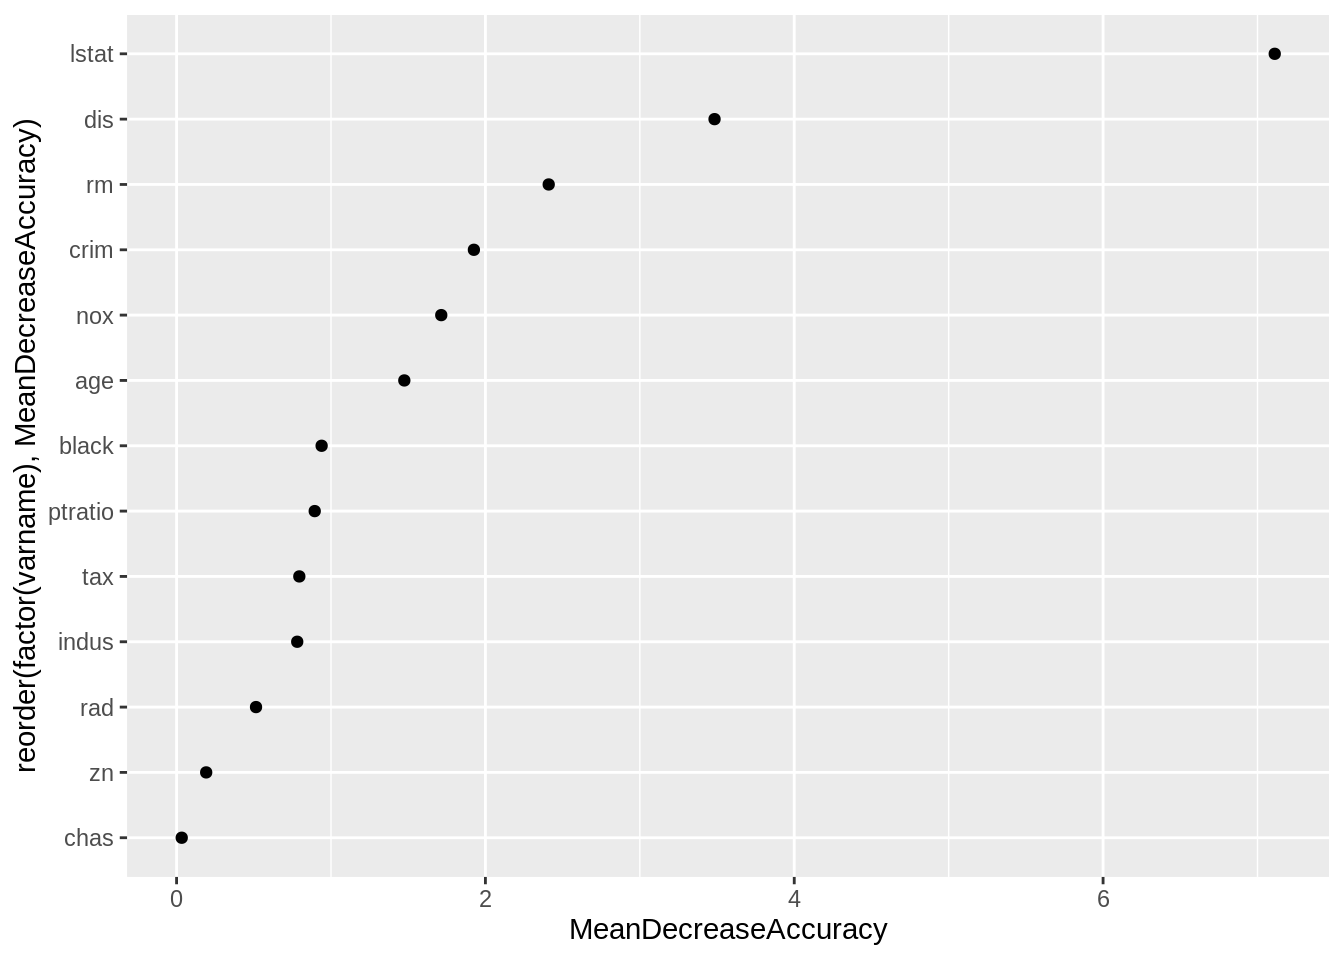 reorder(factor(varname), MeanDecreaseAccuracy)
lstat
dis
rm
crim
nox
age
black
ptratio
tax
indus
rad
zn
chas
0 2 4 6
MeanDecreaseAccuracy